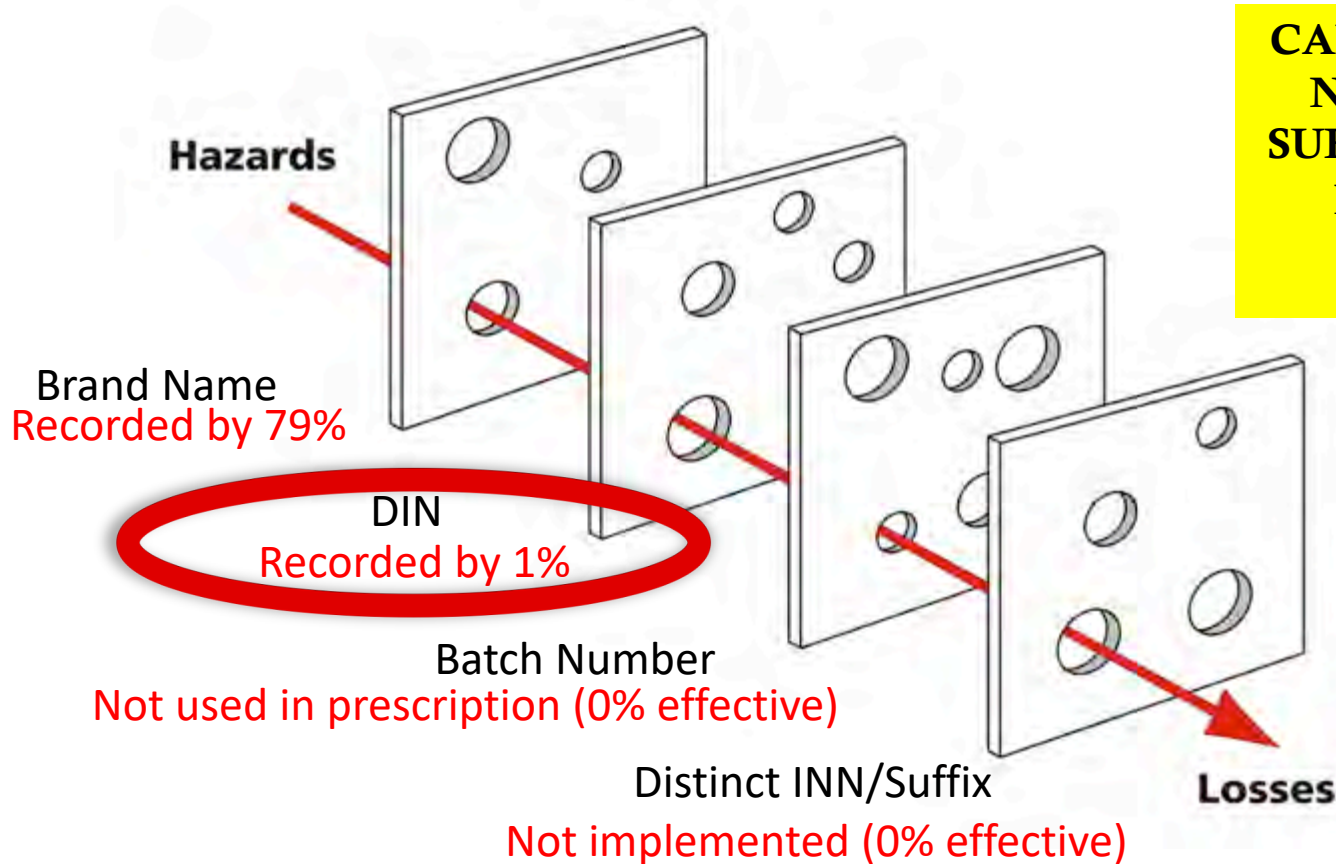 Hazards
Brand Name
Recorded by 79%
DIN
Recorded by 1%
Batch Number
Not used in prescription (0% effective)
Distinct INN/Suffix
Not implemented (0% effective)
Losses